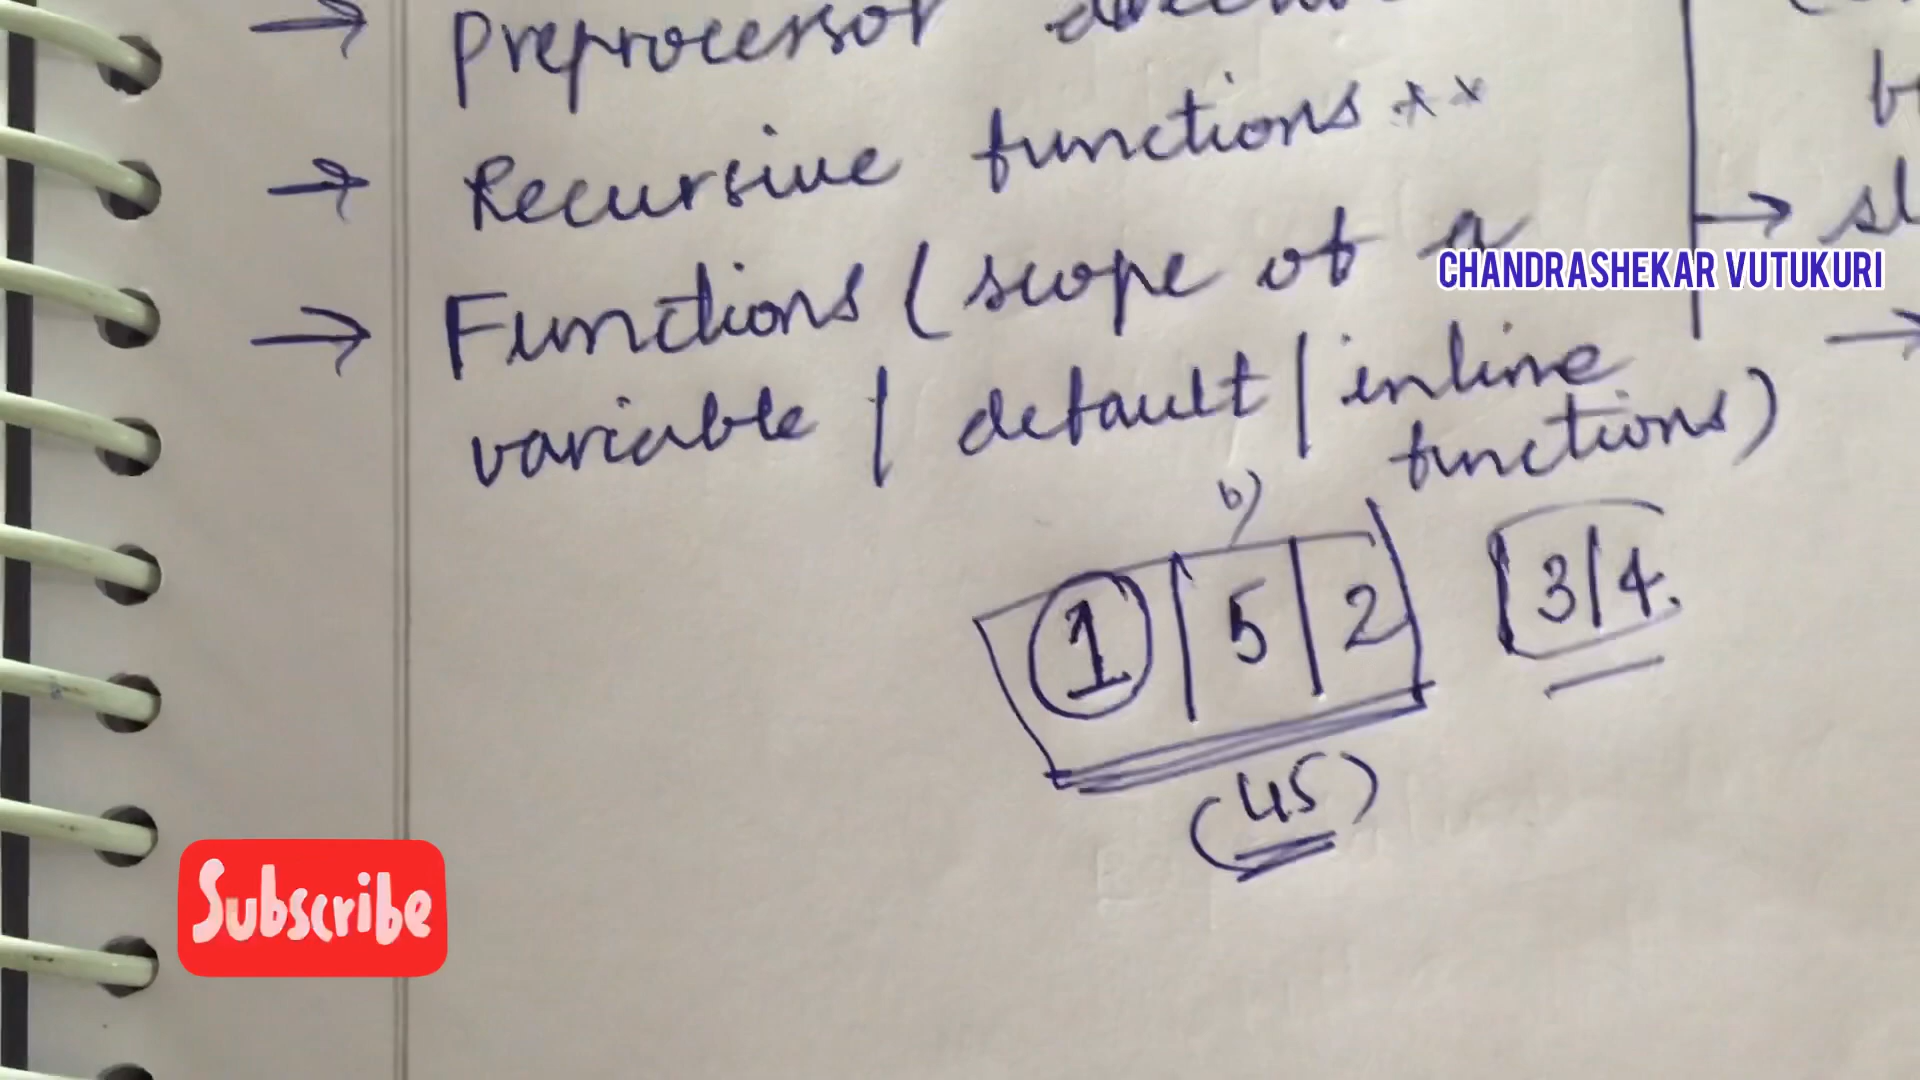 → Preprocessor
→ Recursive functions **
→ Functions (scope of a
variable / default / inline
functions)
b)
1 | 5 | 2
3 | 4.
(45)
→
→
CHANDRASHEKAR VUTUKURI
Subscribe